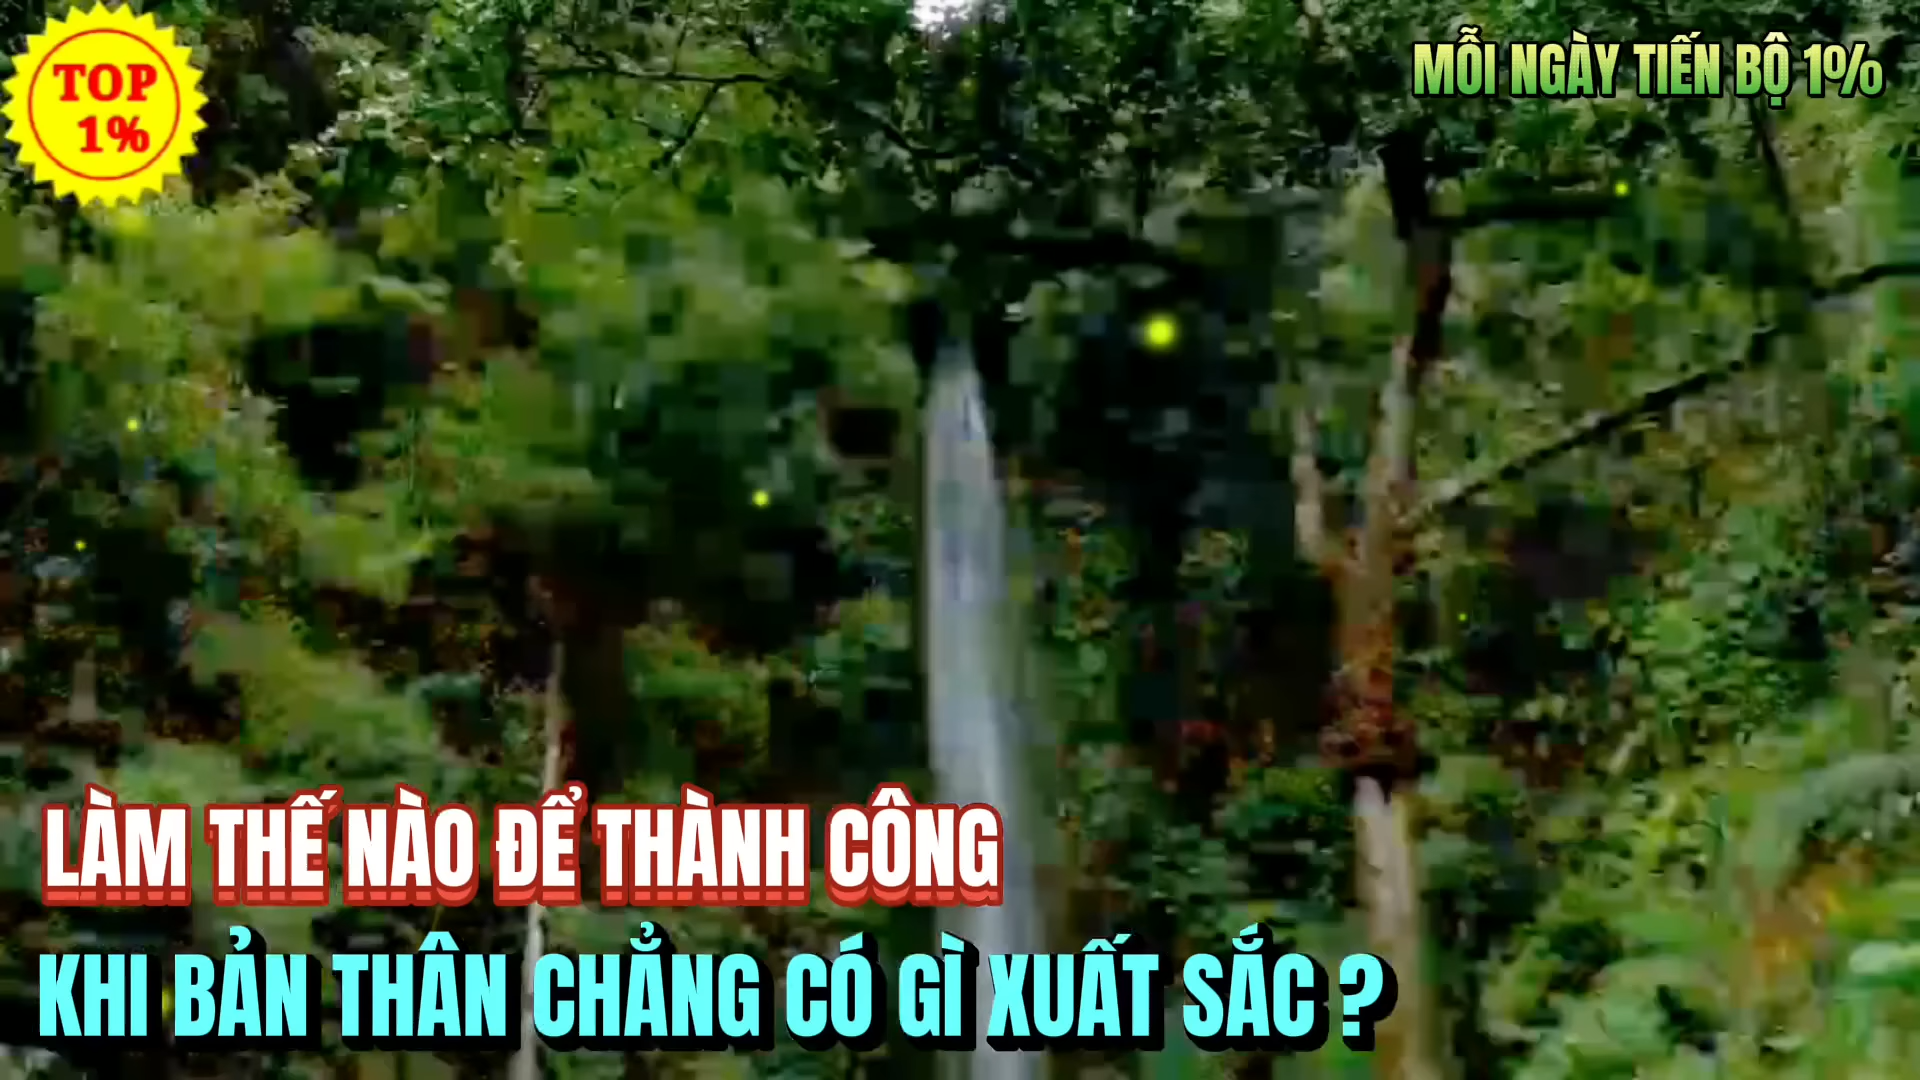 TOP
1%
MỖI NGÀY TIẾN BỘ 1%
LÀM THẾ NÀO ĐỂ THÀNH CÔNG
KHI BẢN THÂN CHẲNG CÓ GÌ XUẤT SẮC ?